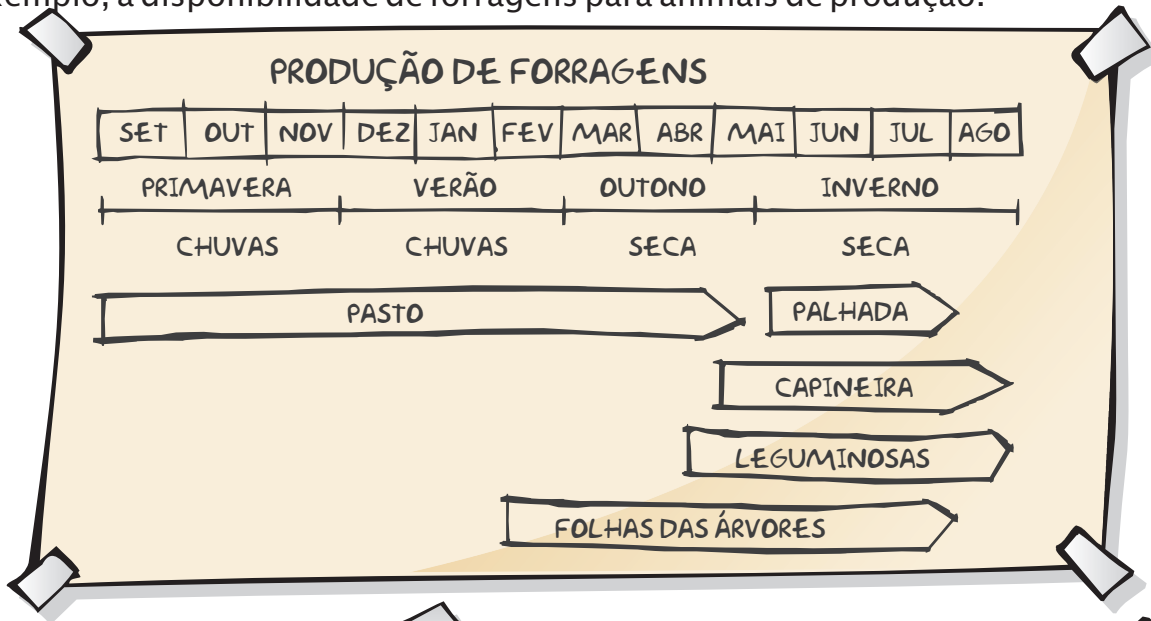 emplo, a disponibilidade de forragens para animais de produção.
PRODUÇÃO DE FORRAGENS
SET OUT NOV DEZ JAN FEV MAR ABR MAI JUN JUL AGO
PRIMAVERA VERÃO OUTONO INVERNO
CHUVAS CHUVAS SECA SECA
PASTO PALHADA
CAPINEIRA
LEGUMINOSAS
FOLHAS DAS ÁRVORES